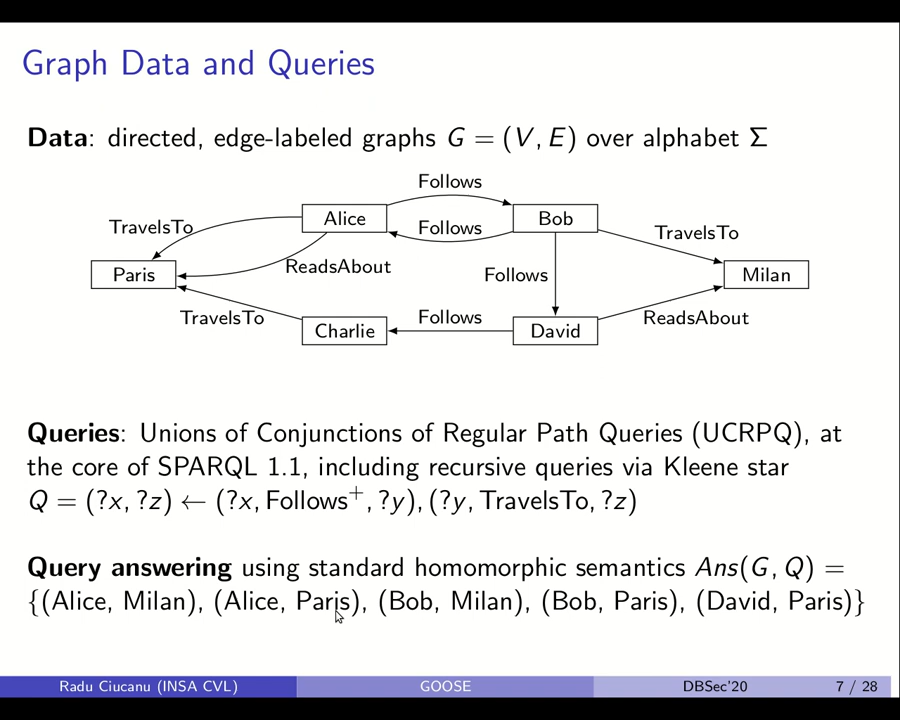 Graph Data and Queries
Data: directed, edge-labeled graphs G = (V, E) over alphabet Σ
Follows
Alice
Bob
TravelsTo
Follows
TravelsTo
ReadsAbout
Paris
Follows
Milan
TravelsTo
Follows
ReadsAbout
Charlie
David
Queries: Unions of Conjunctions of Regular Path Queries (UCRPQ), at
the core of SPARQL 1.1, including recursive queries via Kleene star
Q = (?x, ?z) ← (?x, Follows⁺, ?y), (?y, TravelsTo, ?z)
Query answering using standard homomorphic semantics Ans(G, Q) =
{(Alice, Milan), (Alice, Paris), (Bob, Milan), (Bob, Paris), (David, Paris)}
Radu Ciucanu (INSA CVL) GOOSE DBSec'20 7 / 28